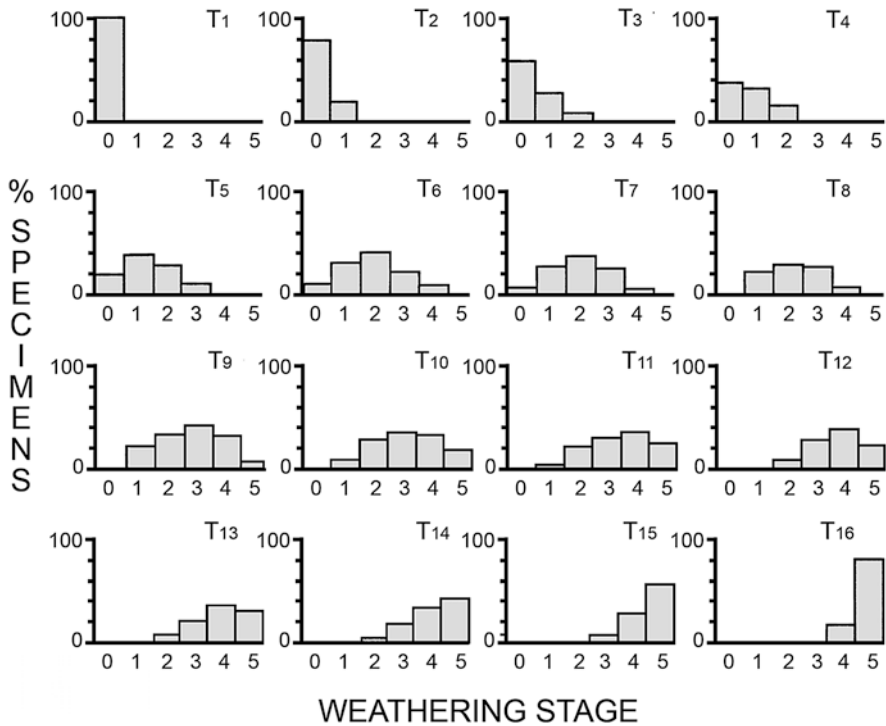 100 T1 100 T2 100 T3 100 T4
0 0 0 0
0 1 2 3 4 5 0 1 2 3 4 5 0 1 2 3 4 5 0 1 2 3 4 5
% SPECIMENS
100 T5 100 T6 100 T7 100 T8
0 0 0 0
0 1 2 3 4 5 0 1 2 3 4 5 0 1 2 3 4 5 0 1 2 3 4 5
100 T9 100 T10 100 T11 100 T12
0 0 0 0
0 1 2 3 4 5 0 1 2 3 4 5 0 1 2 3 4 5 0 1 2 3 4 5
100 T13 100 T14 100 T15 100 T16
0 0 0 0
0 1 2 3 4 5 0 1 2 3 4 5 0 1 2 3 4 5 0 1 2 3 4 5
WEATHERING STAGE